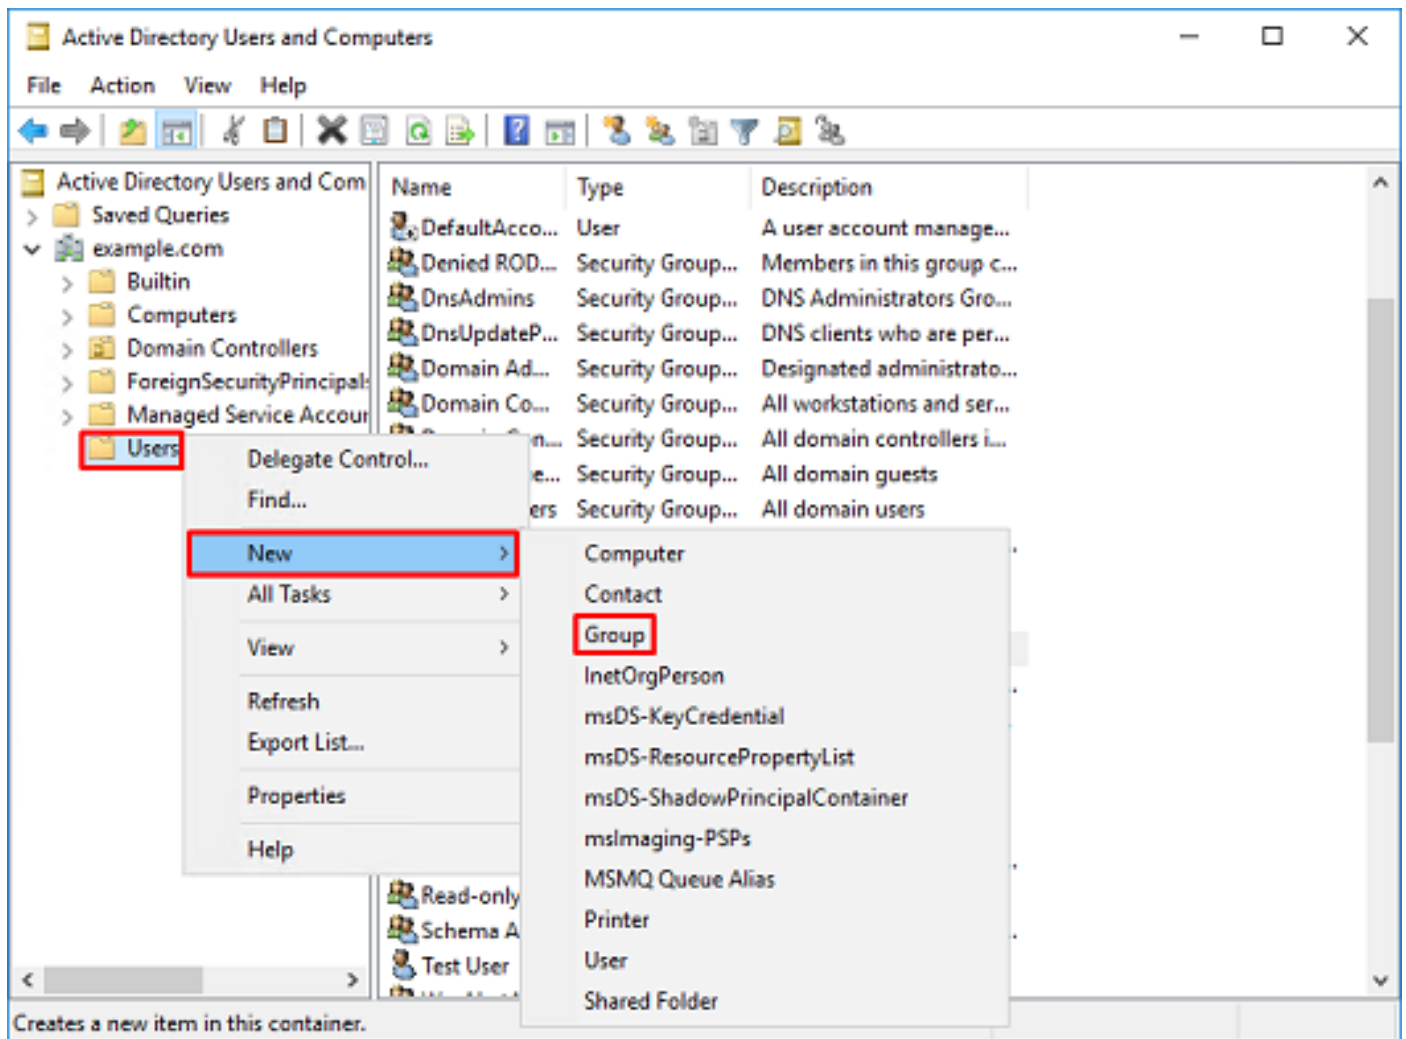 Active Directory Users and Computers
File Action View Help
Active Directory Users and Com
Saved Queries
example.com
Builtin
Computers
Domain Controllers
ForeignSecurityPrincipals
Managed Service Accour
Users
Name Type Description
DefaultAcco... User A user account manage...
Denied ROD... Security Group... Members in this group c...
DnsAdmins Security Group... DNS Administrators Gro...
DnsUpdateP... Security Group... DNS clients who are per...
Domain Ad... Security Group... Designated administrato...
Domain Co... Security Group... All workstations and ser...
n... Security Group... All domain controllers i...
e... Security Group... All domain guests
ers Security Group... All domain users
Read-only
Schema A
Test User
Delegate Control...
Find...
New
All Tasks
View
Refresh
Export List...
Properties
Help
Computer
Contact
Group
InetOrgPerson
msDS-KeyCredential
msDS-ResourcePropertyList
msDS-ShadowPrincipalContainer
msImaging-PSPs
MSMQ Queue Alias
Printer
User
Shared Folder
Creates a new item in this container.